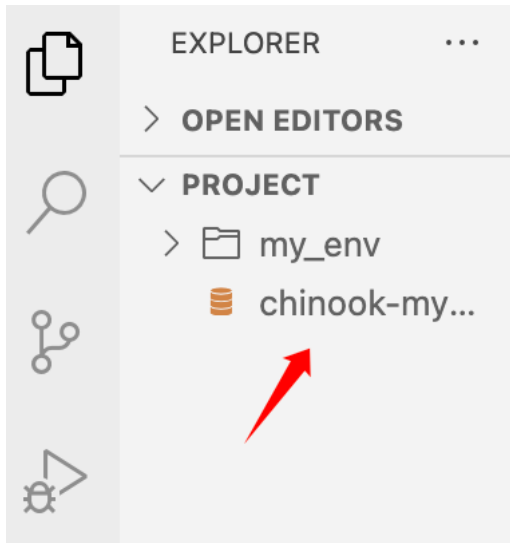 EXPLORER ...
OPEN EDITORS
PROJECT
my_env
chinook-my...